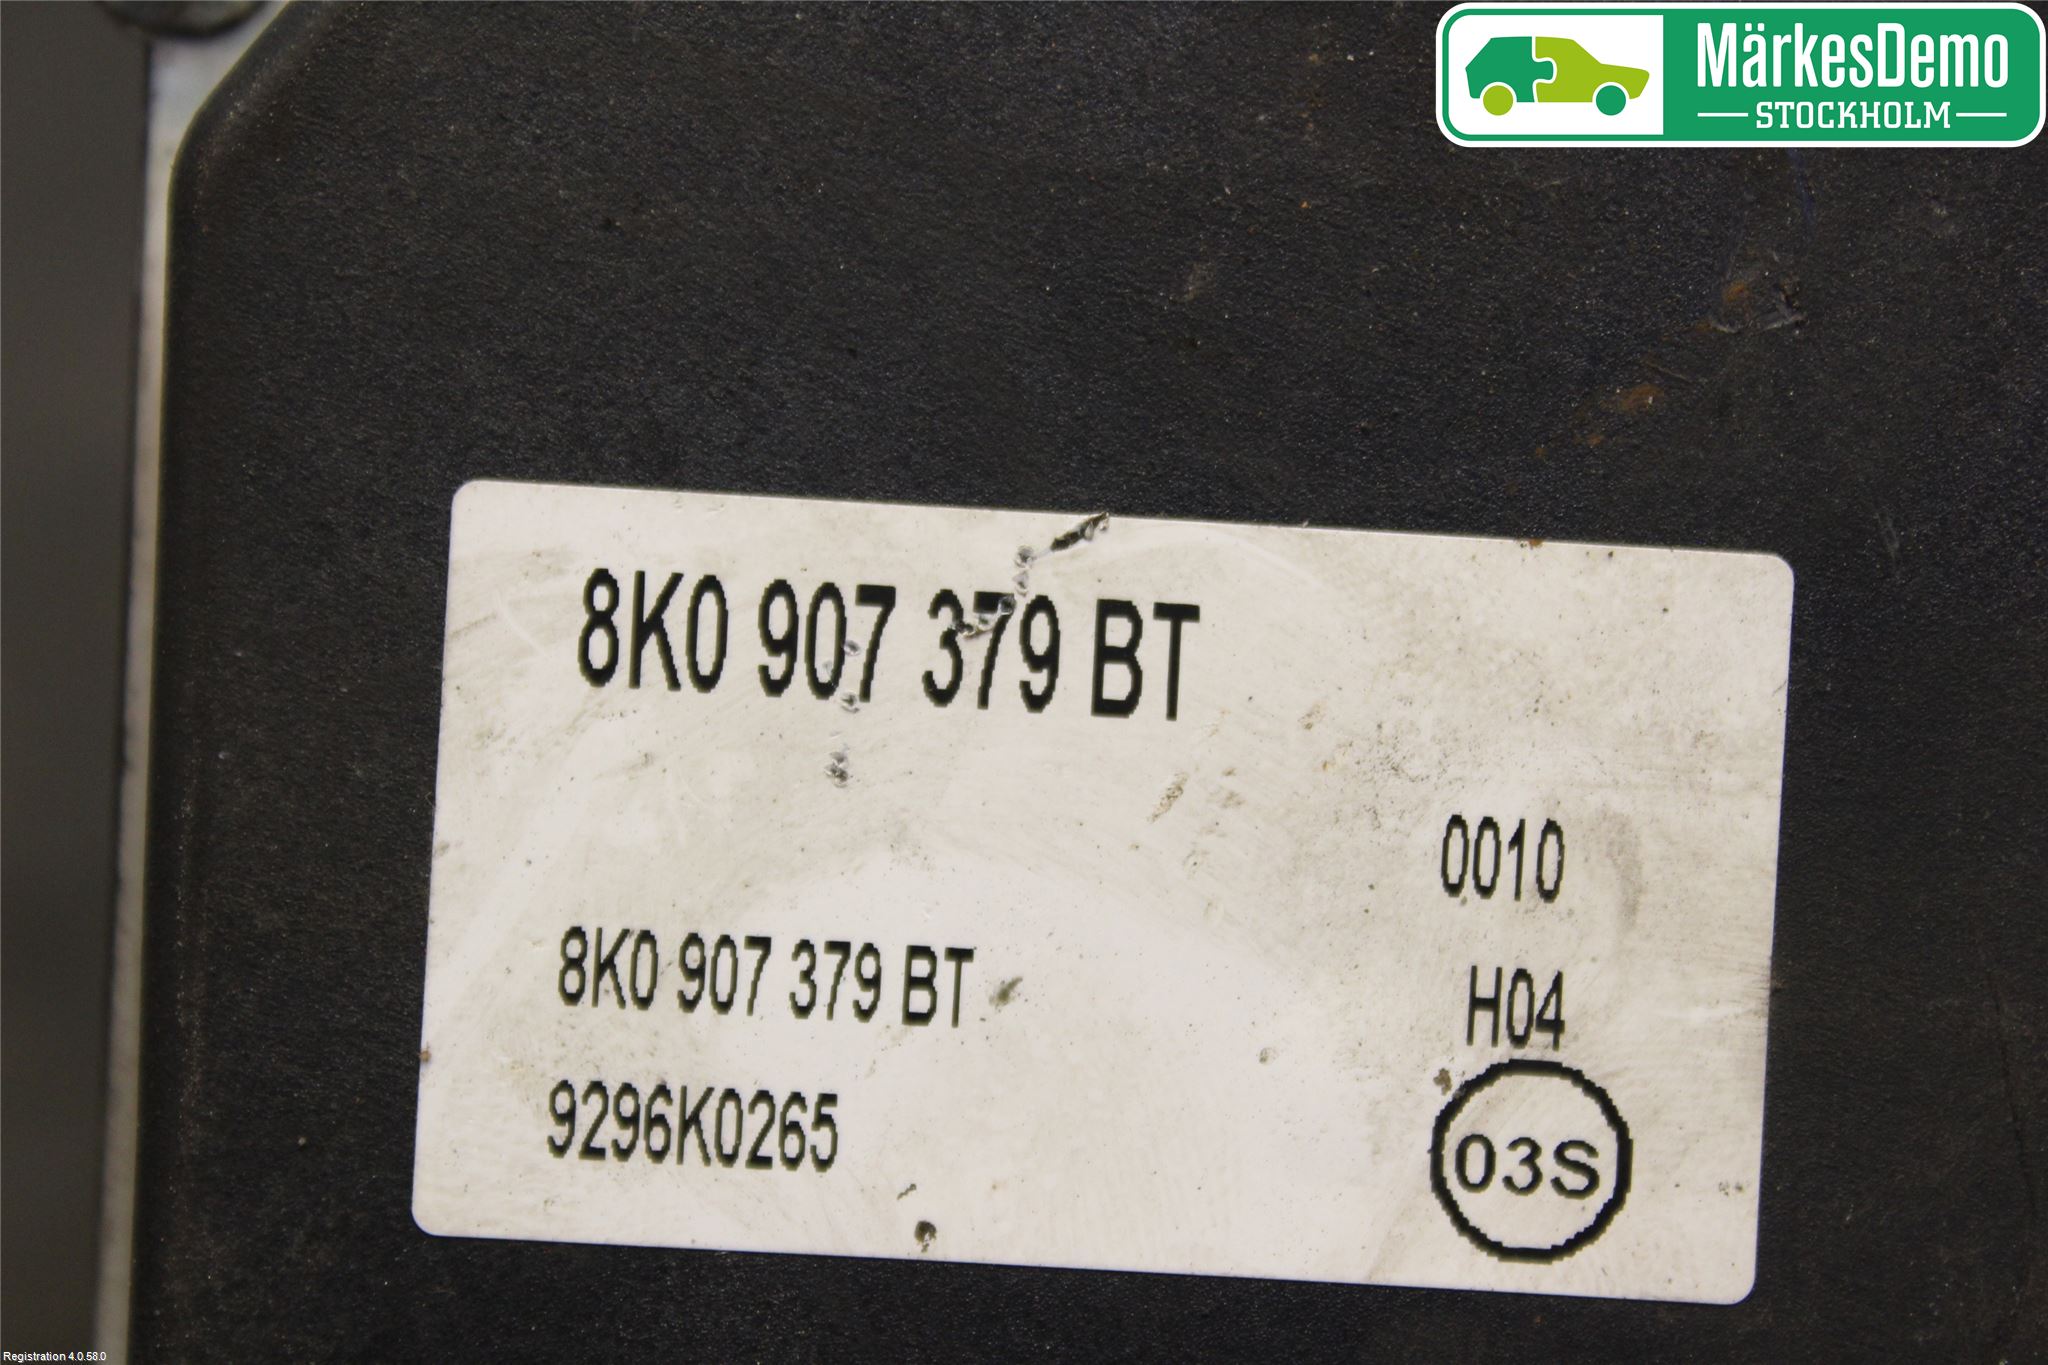 MärkesDemo
STOCKHOLM
8K0 907 379 BT
0010
8K0 907 379 BT
H04
9296K0265
03S
Registration 4.0.58.0